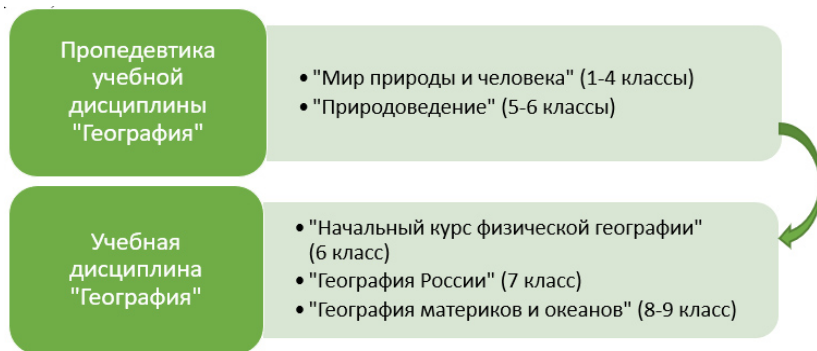 Пропедевтика
учебной
дисциплины
"География"
• "Мир природы и человека" (1-4 классы)
• "Природоведение" (5-6 классы)
Учебная
дисциплина
"География"
• "Начальный курс физической географии"
(6 класс)
• "География России" (7 класс)
• "География материков и океанов" (8-9 класс)